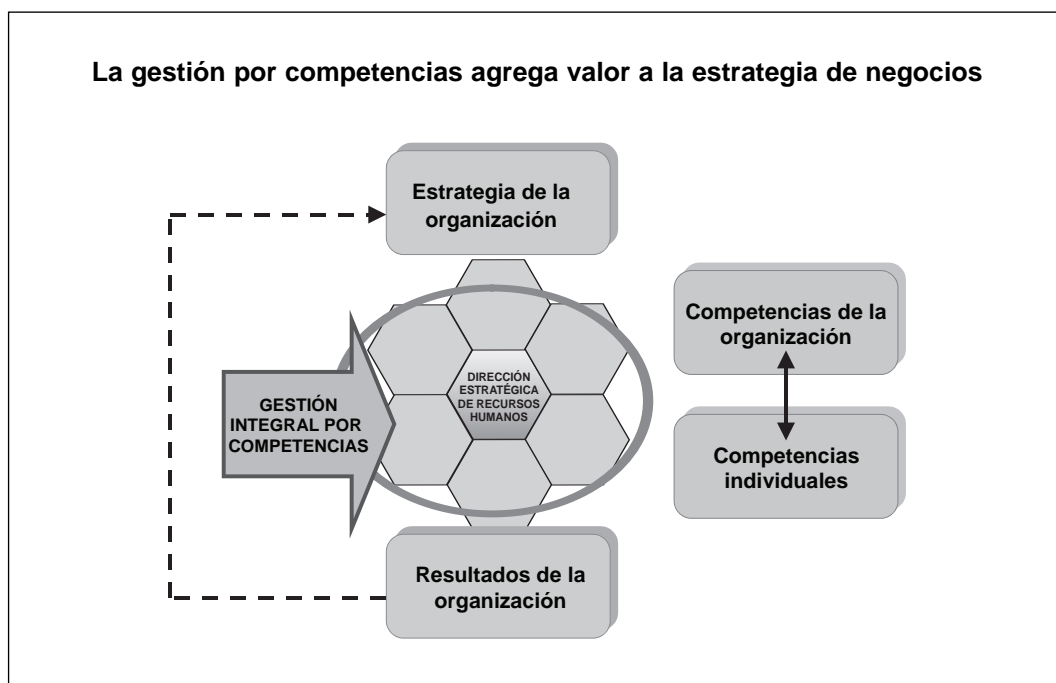 La gestión por competencias agrega valor a la estrategia de negocios
Estrategia de la
organización
Competencias de la
organización
DIRECCIÓN
ESTRATÉGICA
DE RECURSOS
HUMANOS
GESTIÓN
INTEGRAL POR
COMPETENCIAS
Competencias
individuales
Resultados de la
organización